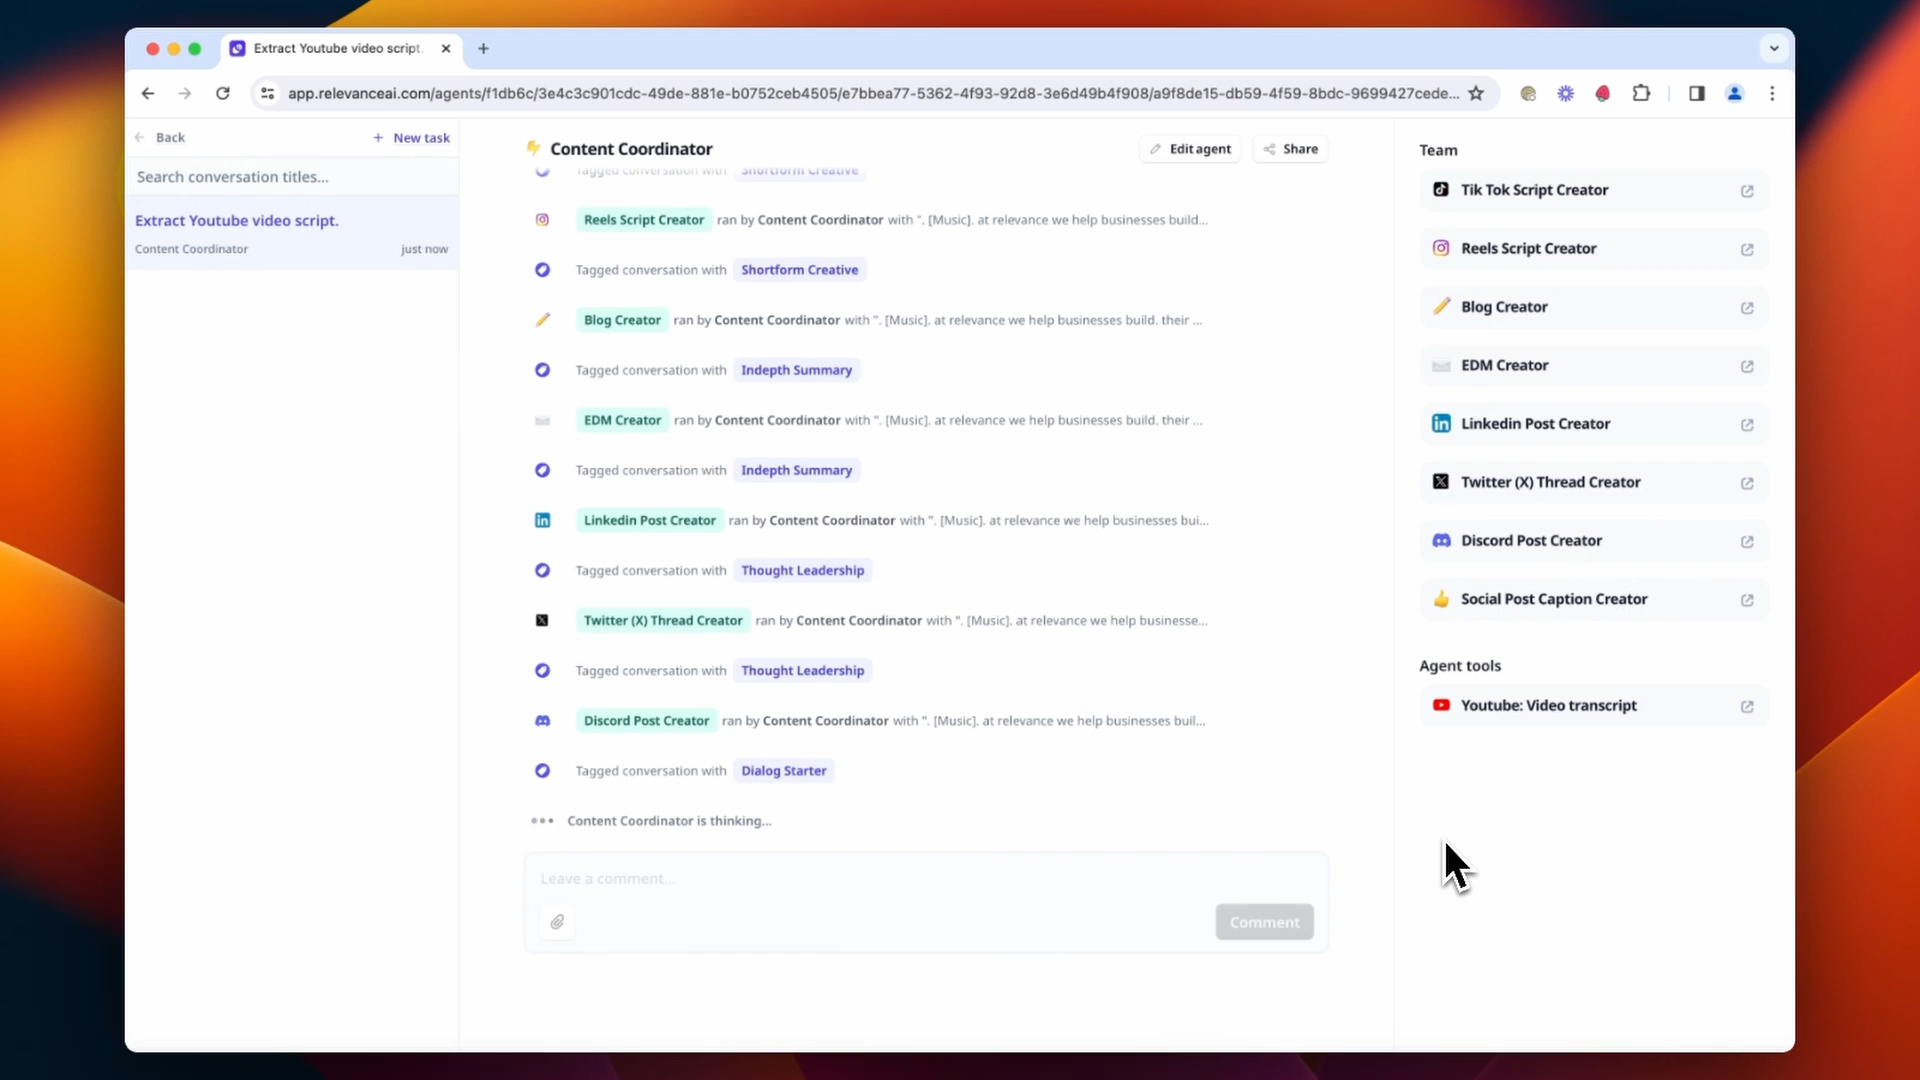 Extract Youtube video script.
app.relevanceai.com/agents/f1db6c/3e4c3c901cdc-49de-881e-b0752ceb4505/e7bbea77-5362-4f93-92d8-3e6d49b4f908/a9f8de15-db59-4f59-8bdc-9699427cede...
Back
+ New task
Search conversation titles...
Extract Youtube video script.
Content Coordinator
just now
Content Coordinator
Edit agent
Share
Tagged conversation with Shortform Creative
Reels Script Creator ran by Content Coordinator with ". [Music]. at relevance we help businesses build...
Tagged conversation with Shortform Creative
Blog Creator ran by Content Coordinator with ". [Music]. at relevance we help businesses build. their ...
Tagged conversation with Indepth Summary
EDM Creator ran by Content Coordinator with ". [Music]. at relevance we help businesses build. their ...
Tagged conversation with Indepth Summary
Linkedin Post Creator ran by Content Coordinator with ". [Music]. at relevance we help businesses bui...
Tagged conversation with Thought Leadership
Twitter (X) Thread Creator ran by Content Coordinator with ". [Music]. at relevance we help businesse...
Tagged conversation with Thought Leadership
Discord Post Creator ran by Content Coordinator with ". [Music]. at relevance we help businesses buil...
Tagged conversation with Dialog Starter
Content Coordinator is thinking...
Leave a comment...
Comment
Team
Tik Tok Script Creator
Reels Script Creator
Blog Creator
EDM Creator
Linkedin Post Creator
Twitter (X) Thread Creator
Discord Post Creator
Social Post Caption Creator
Agent tools
Youtube: Video transcript